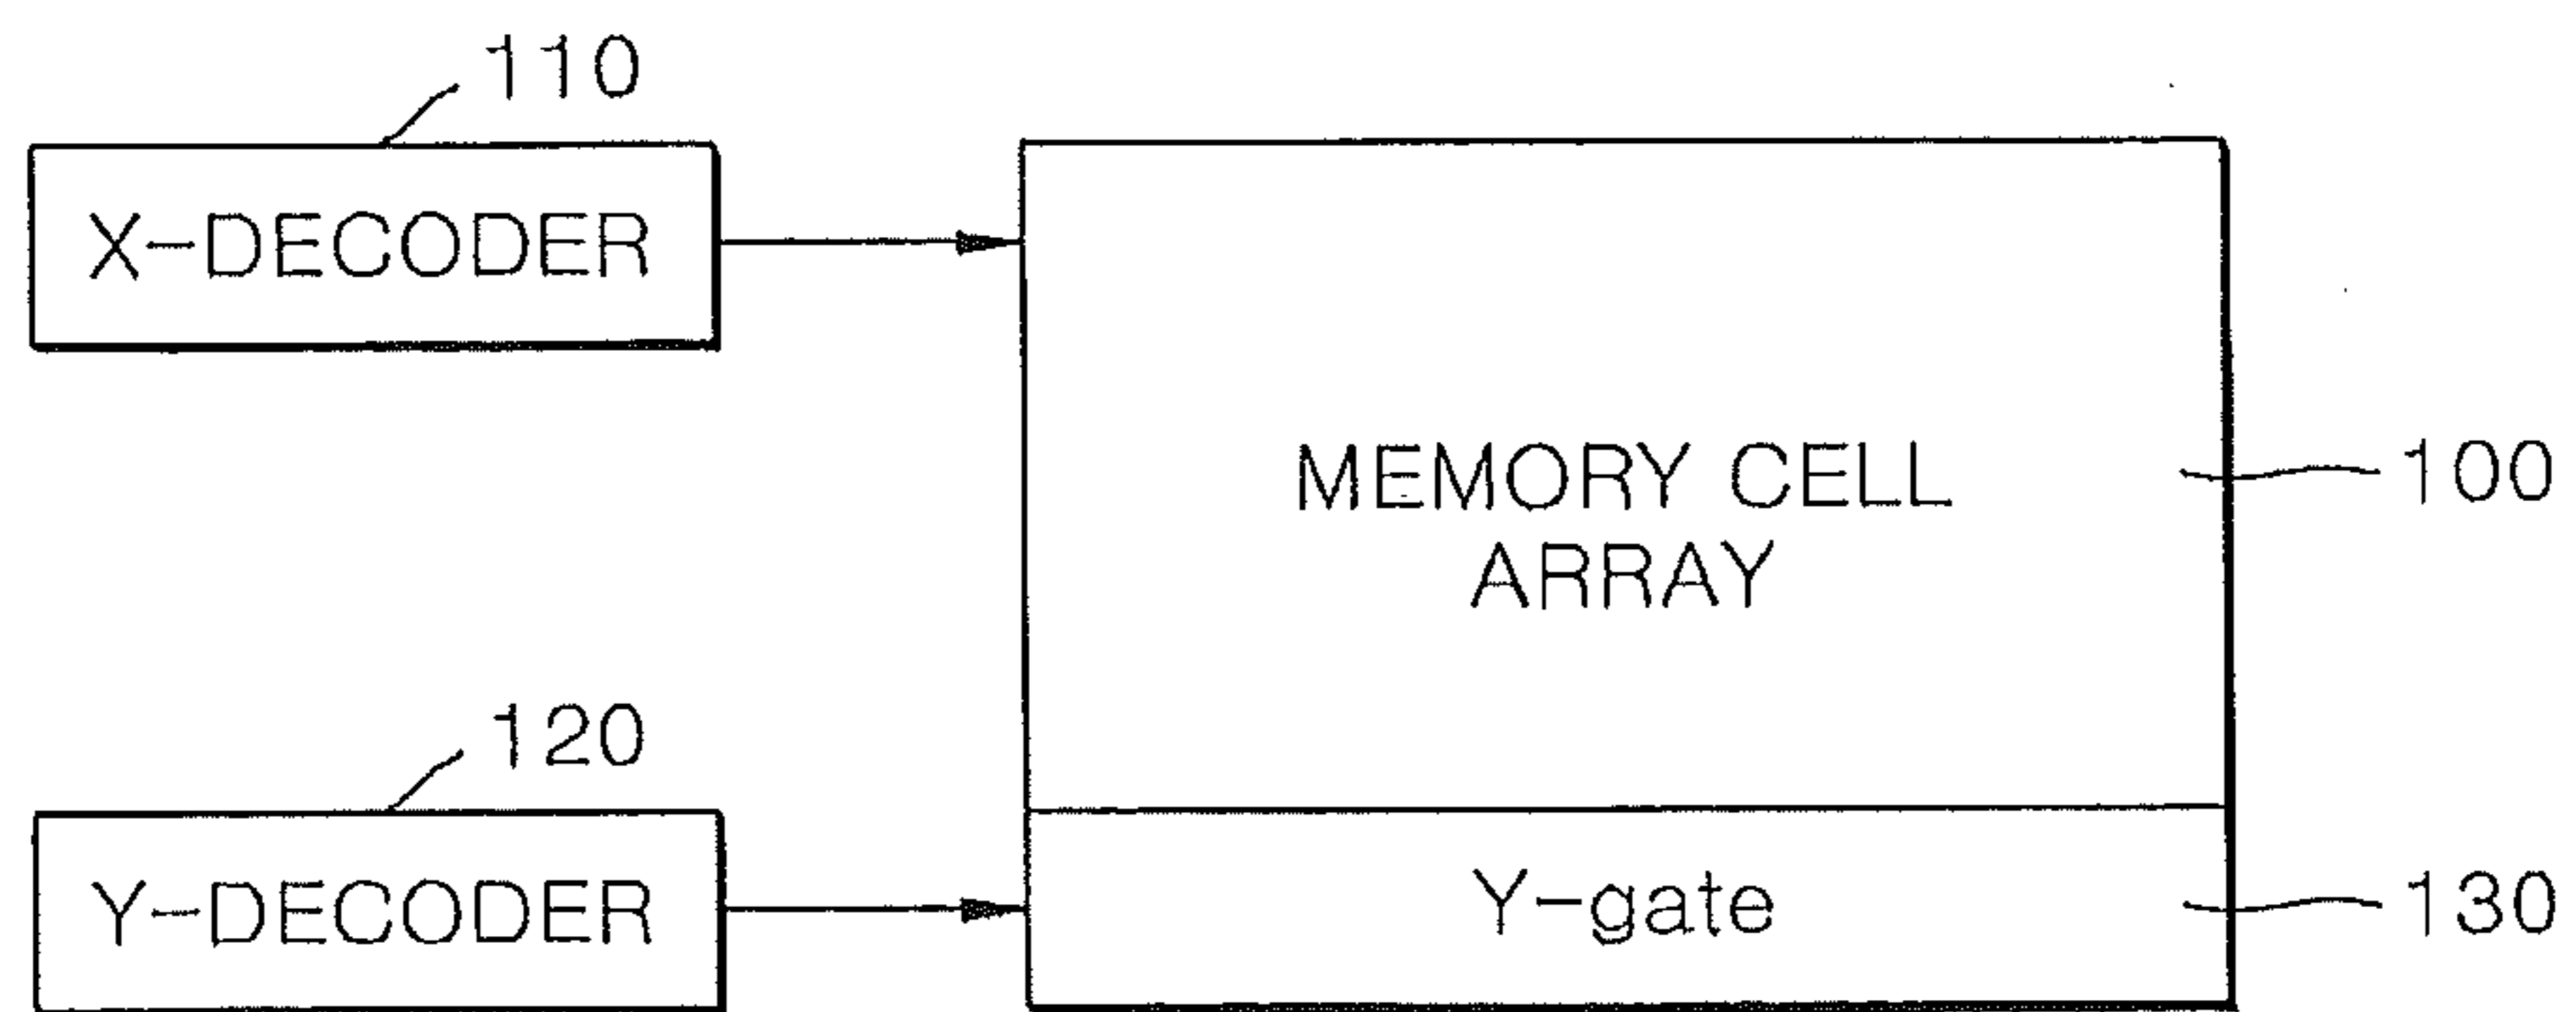 110
X-DECODER
MEMORY CELL
ARRAY
100
120
Y-DECODER
Y-gate
130